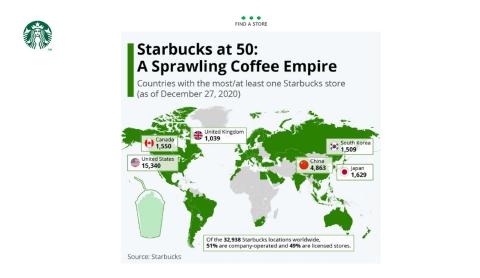 FIND A STORE
Starbucks at 50:
A Sprawling Coffee Empire
Countries with the most/at least one Starbucks store
(as of December 27, 2020)
Canada
1,550
United Kingdom
1,039
South Korea
1,509
United States
15,340
China
4,863
Japan
1,629
Of the 32,938 Starbucks locations worldwide,
51% are company-operated and 49% are licensed stores.
Source: Starbucks